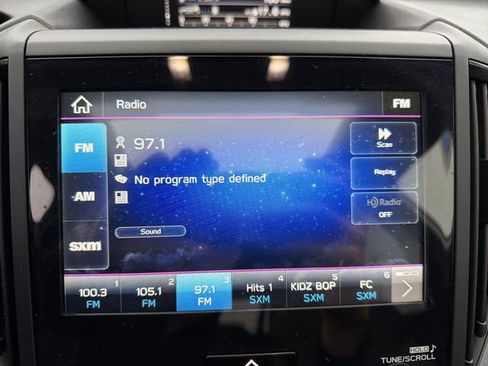 Radio
FM
FM
97.1
Scan
No program type defined
Replay
AM
HD Radio
OFF
Sound
sxm
1 2 3 4 5 6
100.3 105.1 97.1 Hits 1 KIDZ BOP FC
FM FM FM SXM SXM SXM
HOLD
TUNE/SCROLL